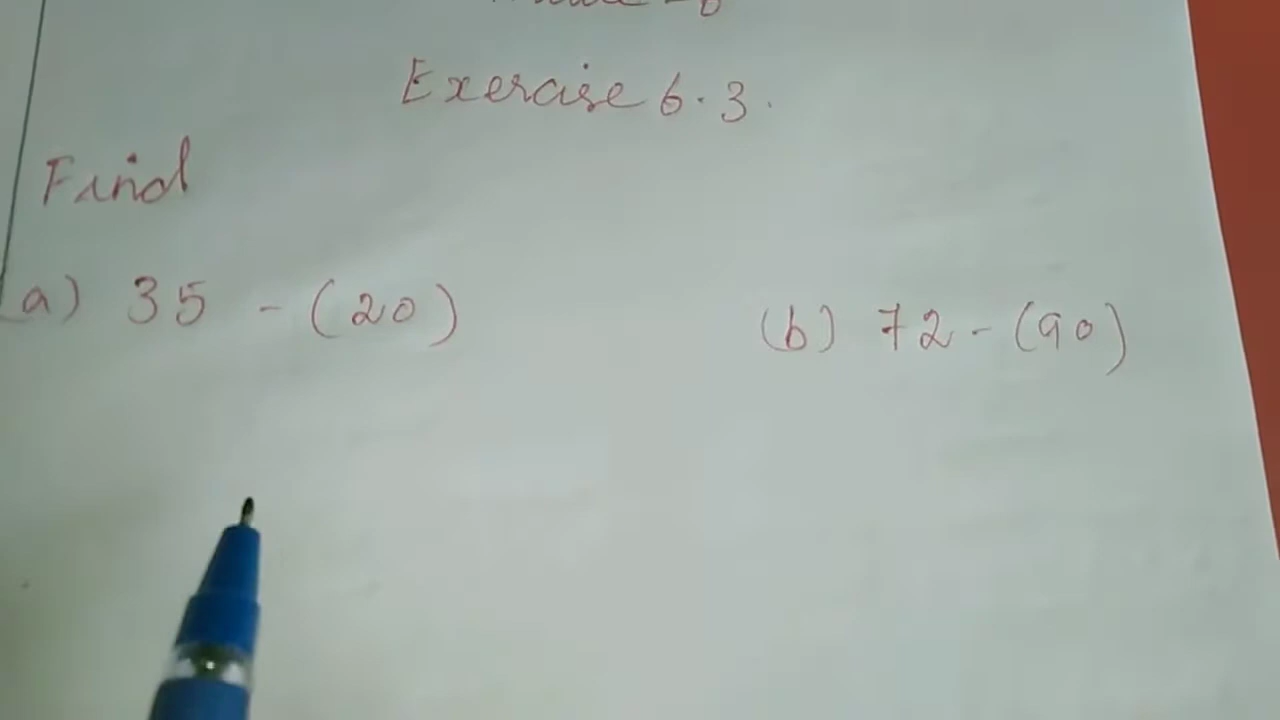 Exercise 6.3.
Find
(a) 35 - (20) (b) 72 - (90)